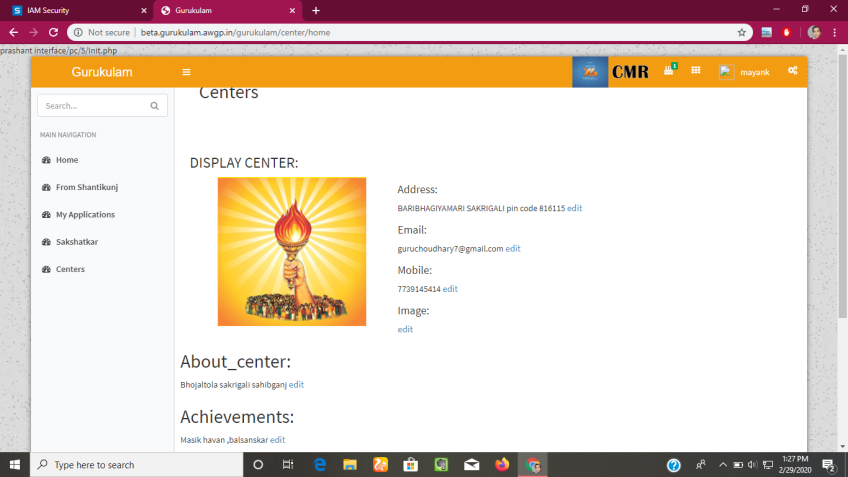 IAM Security
Gurukulam
Not secure | beta.gurukulam.awgp.in/gurukulam/center/home
prashant interface/pc/5/init.php
Gurukulam
CMR
1
mayank
Search...
MAIN NAVIGATION
Home
From Shantikunj
My Applications
Sakshatkar
Centers
Centers
DISPLAY CENTER:
Address:
BARIBHAGIYAMARI SAKRIGALI pin code 816115 edit
Email:
guruchoudhary7@gmail.com edit
Mobile:
7739145414 edit
Image:
edit
About_center:
Bhojaltola sakrigali sahibganj edit
Achievements:
Masik havan ,balsanskar edit
Type here to search
1:27 PM
2/29/2020
2